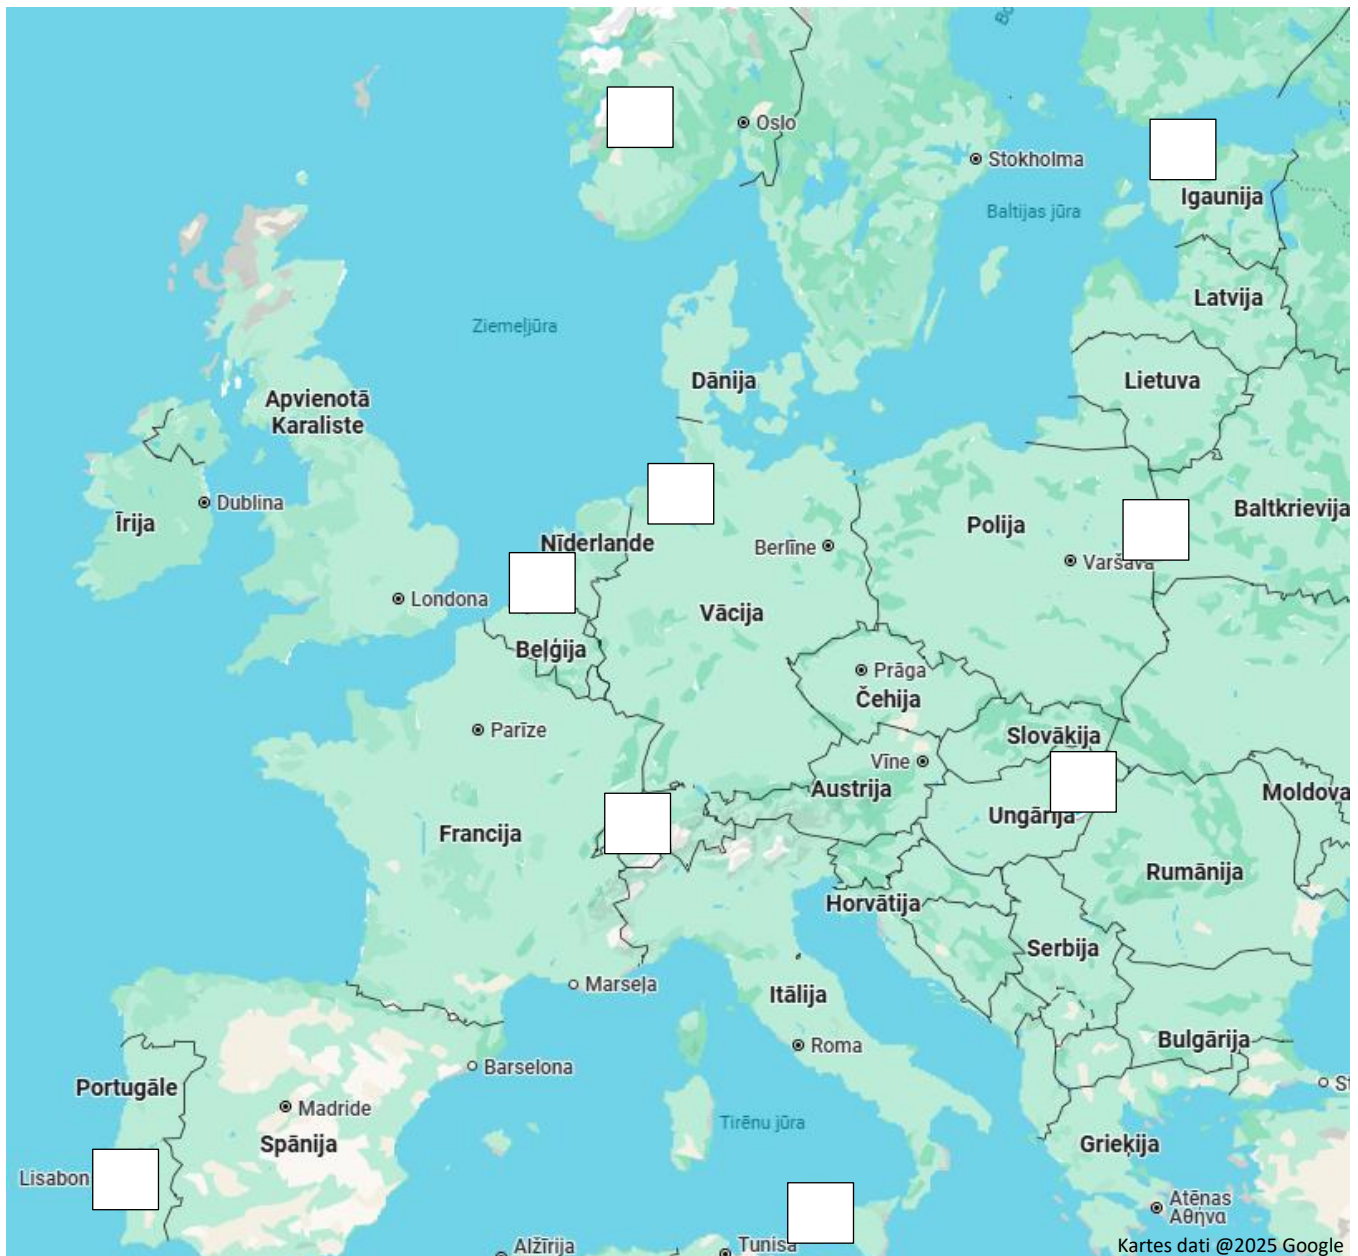 Bo
Oslo
Stokholma
Igaunija
Baltijas jūra
Latvija
Ziemeļjūra
Dānija
Lietuva
Apvienotā
Karaliste
Dublina
Īrija
Baltkrievija
Polija
Nīderlande
Berlīne
Varšava
Londona
Vācija
Beļģija
Prāga
Čehija
Parīze
Slovākija
Vīne
Austrija
Moldova
Ungārija
Francija
Rumānija
Horvātija
Serbija
Marseļa
Itālija
Roma
Bulgārija
Barselona
Portugāle
St
Madride
Tirēnu jūra
Spānija
Grieķija
Lisabon
Atēnas
Αθήνα
Tunisa
Alžīrija
Kartes dati @2025 Google